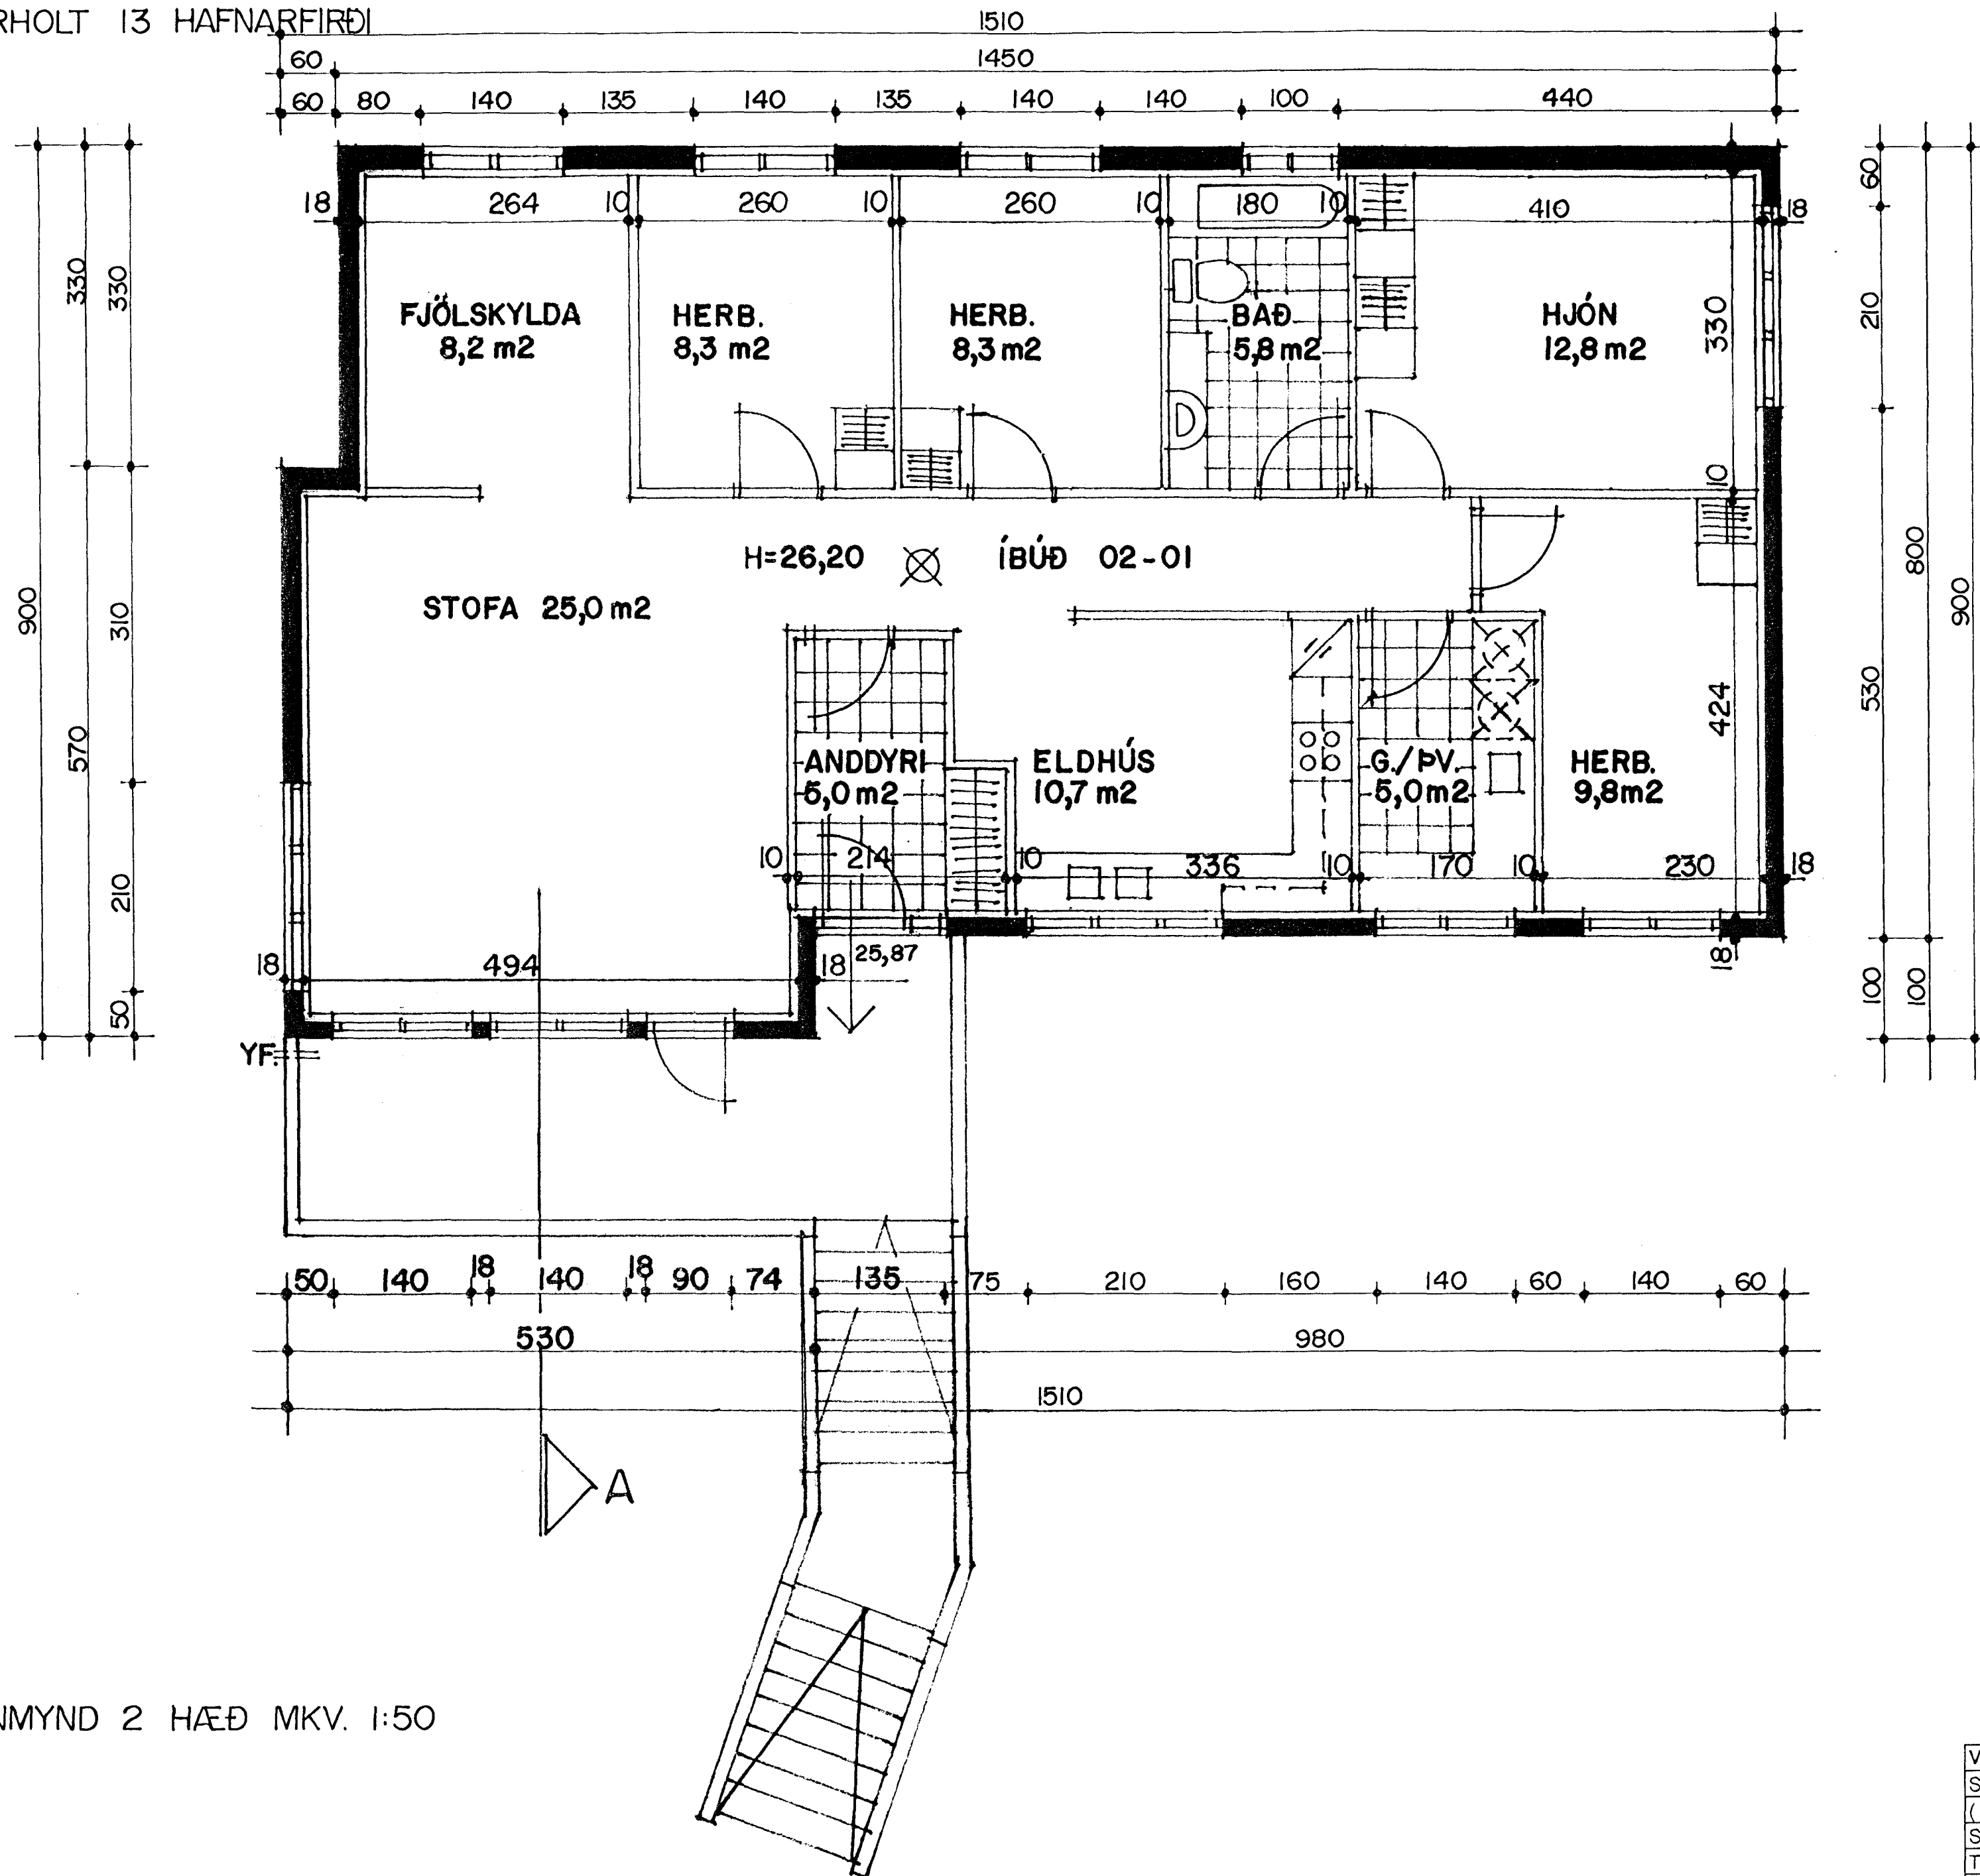 RHOLT 13 HAFNARFIRÐI
1510
60 1450
60 80 140 135 140 135 140 140 100 440
18 264 10 260 10 260 10 180 10 410 18
FJÖLSKYLDA
8,2 m2
HERB.
8,3 m2
HERB.
8,3 m2
BAÐ
5,8 m2
HJÓN
12,8 m2
330
10
900
330
570
330
310
210
50
60
210
530
100
800
100
900
H=26,20
ÍBÚÐ 02-01
STOFA 25,0 m2
ANDDYRI
5,0 m2
ELDHÚS
10,7 m2
G./ÞV.
5,0 m2
HERB.
9,8 m2
424
10 214 10 336 10 170 10 230 18
18 494 18
25,87
18
YF.
50 140 18 140 18 90 74 135 75 210 160 140 60 140 60
530 980
1510
A
NMYND 2 HÆÐ MKV. 1:50
V
S
(
S
T